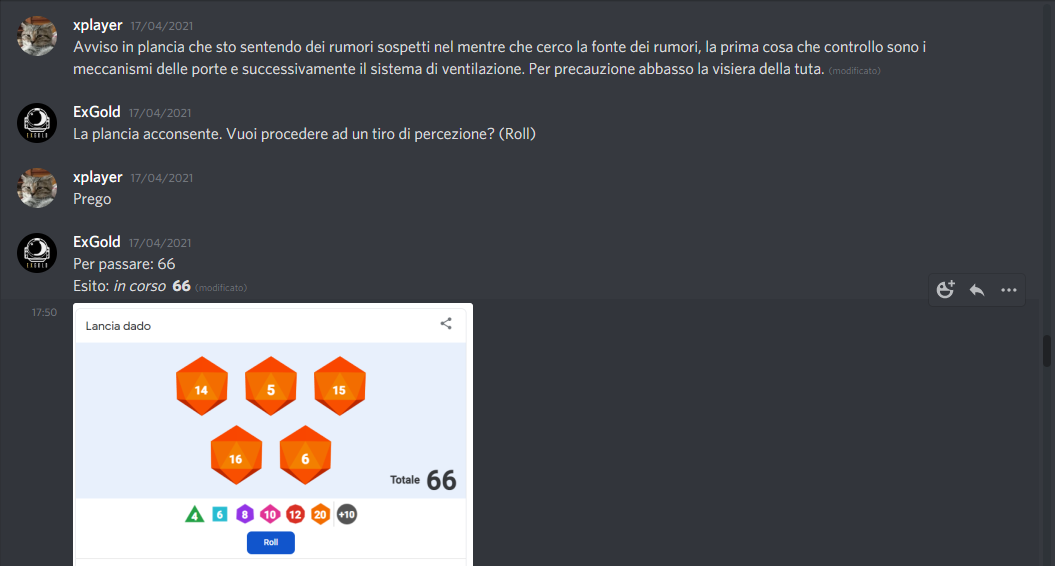 xplayer 17/04/2021
Avviso in plancia che sto sentendo dei rumori sospetti nel mentre che cerco la fonte dei rumori, la prima cosa che controllo sono i
meccanismi delle porte e successivamente il sistema di ventilazione. Per precauzione abbasso la visiera della tuta. (modificato)
ExGold 17/04/2021
La plancia acconsente. Vuoi procedere ad un tiro di percezione? (Roll)
xplayer 17/04/2021
Prego
ExGold 17/04/2021
Per passare: 66
Esito: in corso 66 (modificato)
17:50
Lancia dado
14 5 15
16 6
Totale 66
4 6 8 10 12 20 +10
Roll